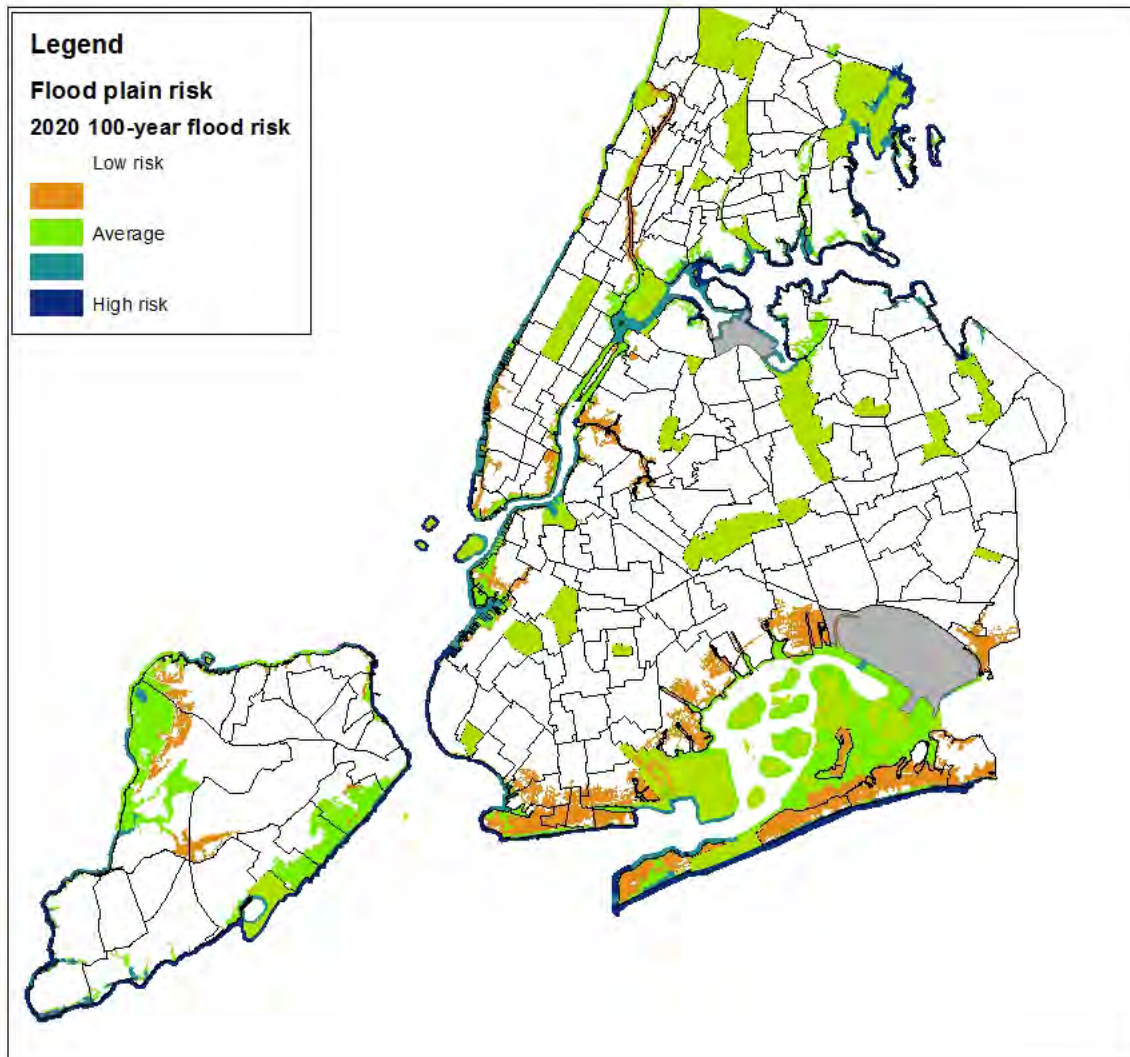 Legend
Flood plain risk
2020 100-year flood risk
Low risk
Average
High risk